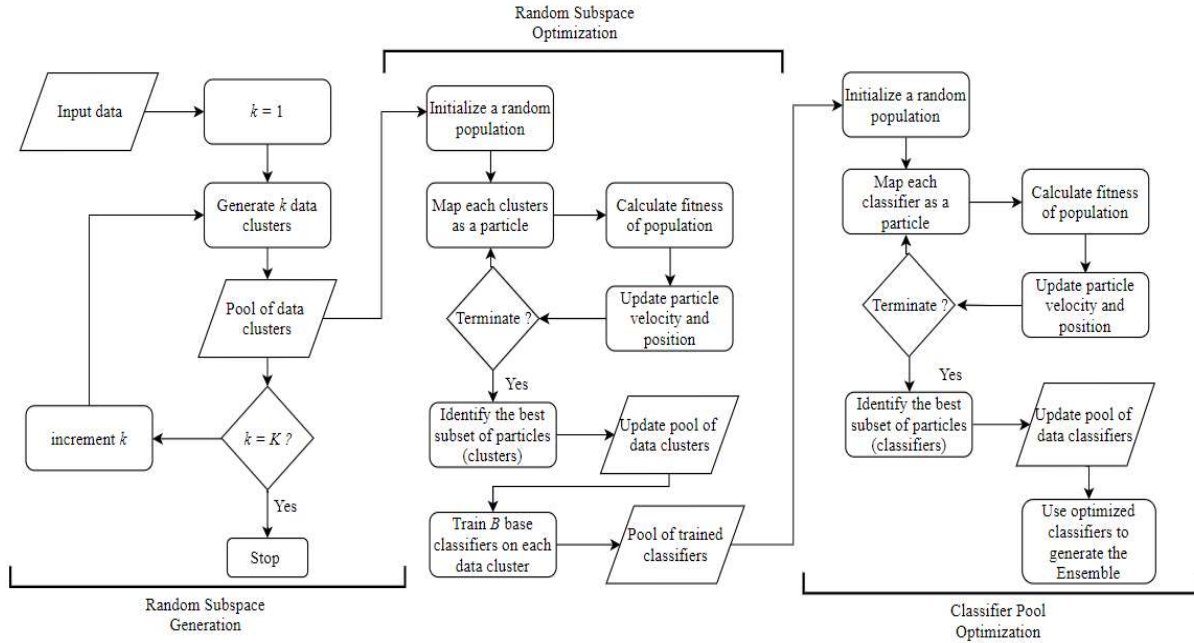 Random Subspace
Optimization
Input data
k = 1
Generate k data
clusters
Pool of data
clusters
k = K ?
increment k
Yes
Stop
Random Subspace
Generation
Initialize a random
population
Map each clusters
as a particle
Calculate fitness
of population
Update particle
velocity and
position
Terminate ?
Yes
Identify the best
subset of particles
(clusters)
Update pool of
data clusters
Train B base
classifiers on each
data cluster
Pool of trained
classifiers
Initialize a random
population
Map each
classifier as a
particle
Calculate fitness
of population
Update particle
velocity and
position
Terminate ?
Yes
Identify the best
subset of particles
(classifiers)
Update pool of
data classifiers
Use optimized
classifiers to
generate the
Ensemble
Classifier Pool
Optimization